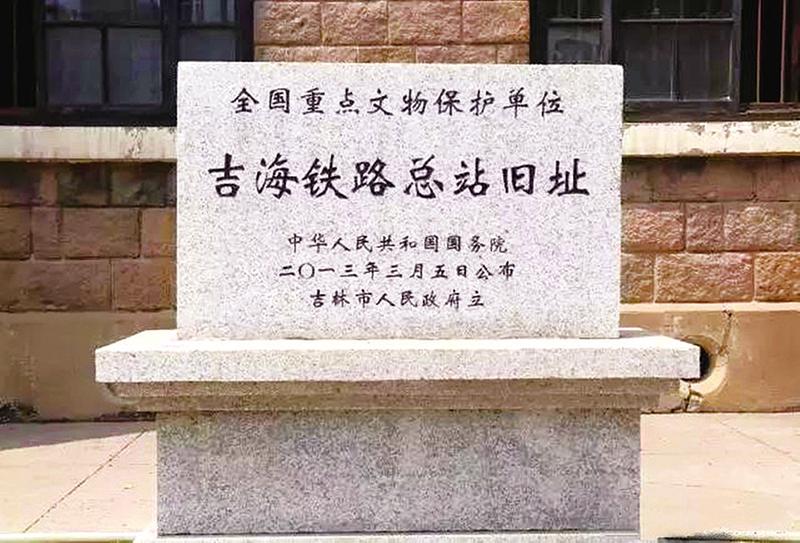 全国重点文物保护单位
吉海铁路总站旧址
中华人民共和国国务院
二〇一三年三月五日公布
吉林市人民政府立